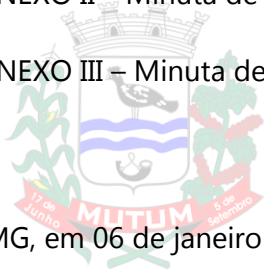 NEXO II – Minuta de
NEXO III – Minuta de
17 de Junho
MUTUM
5 de Setembro
MG, em 06 de janeiro